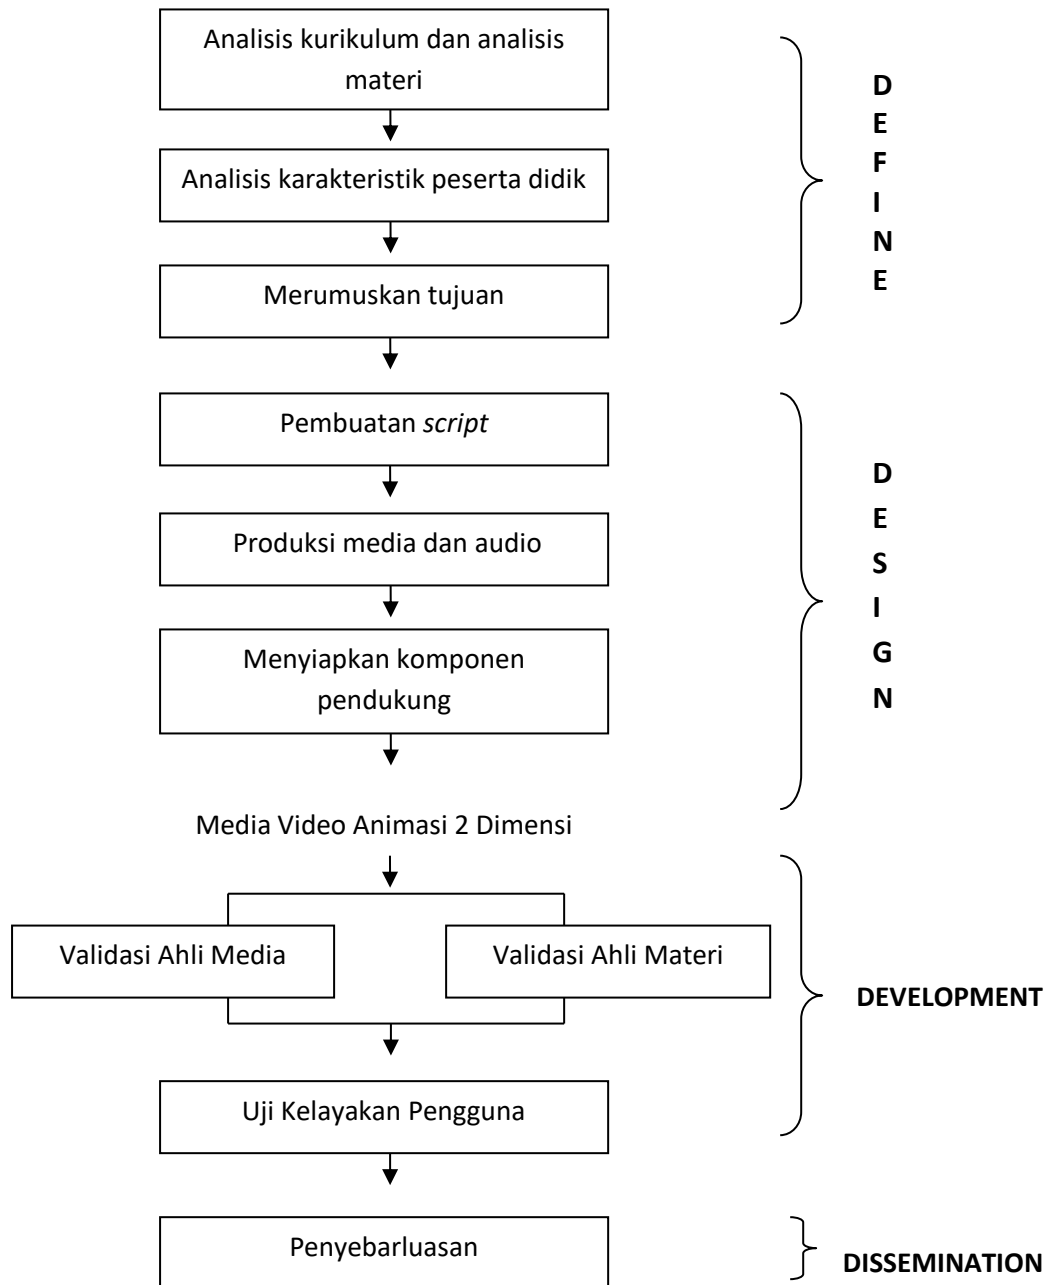 Analisis kurikulum dan analisis
materi
Analisis karakteristik peserta didik
Merumuskan tujuan
D
E
F
I
N
E
Pembuatan script
Produksi media dan audio
Menyiapkan komponen
pendukung
D
E
S
I
G
N
Media Video Animasi 2 Dimensi
Validasi Ahli Media
Validasi Ahli Materi
DEVELOPMENT
Uji Kelayakan Pengguna
Penyebarluasan
DISSEMINATION